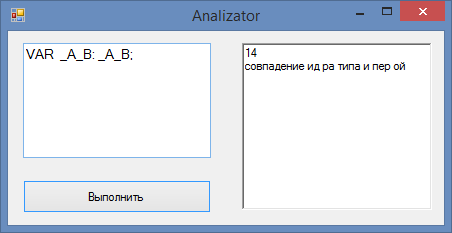 Analizator
VAR _A_B: _A_B;
14
совпадение ид ра типа и пер ой
Выполнить